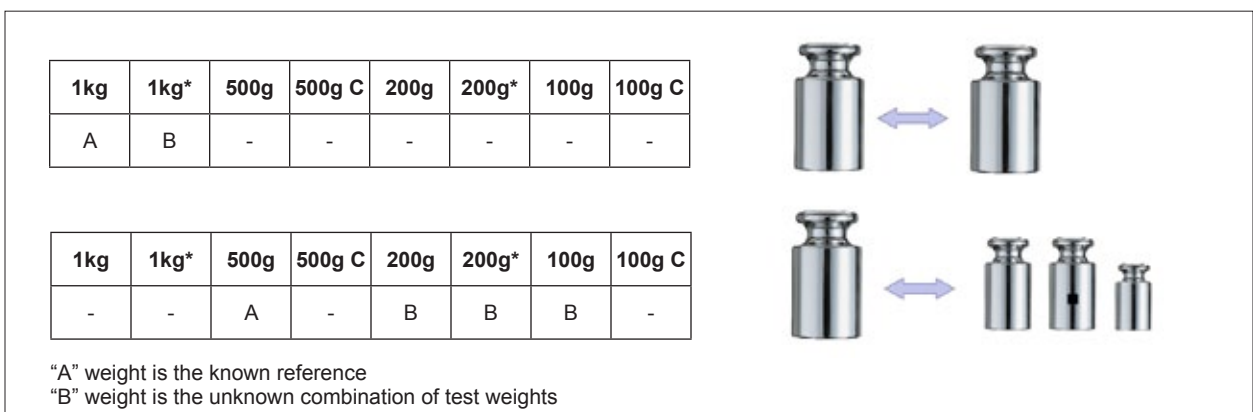 1kg 1kg* 500g 500g C 200g 200g* 100g 100g C
A B - - - - - -
1kg 1kg* 500g 500g C 200g 200g* 100g 100g C
- - A - B B B -
“A” weight is the known reference
“B” weight is the unknown combination of test weights